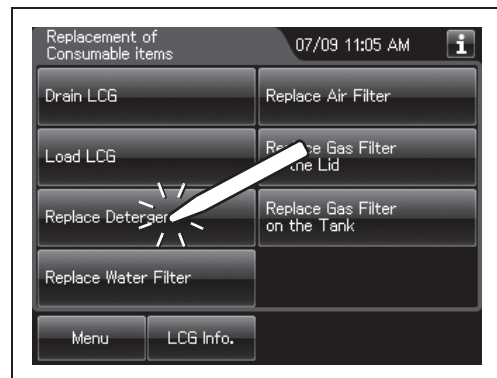 Replacement of
Consumable items
07/09 11:05 AM
i
Drain LCG
Replace Air Filter
Load LCG
Gas Filter
the Lid
Replace
Replace Gas Filter
on the Tank
Replace Water Filter
Menu
LCG Info.